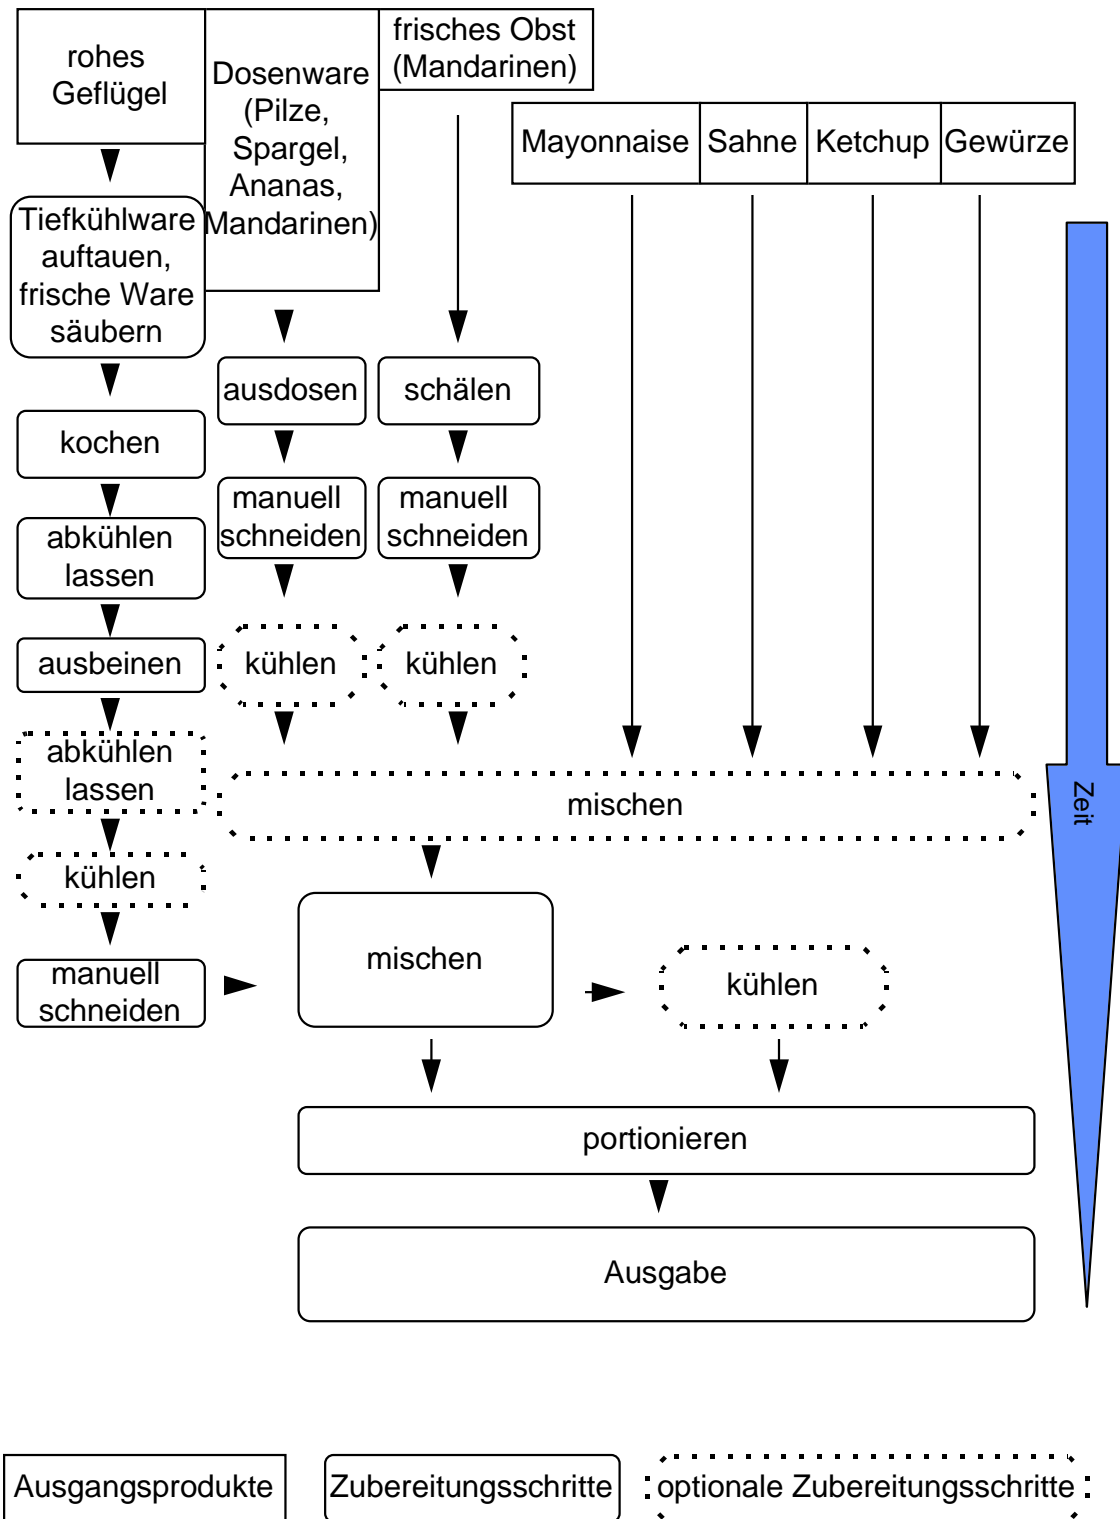 rohes
Geflügel
Dosenware
(Pilze,
Spargel,
Ananas,
Mandarinen)
frisches Obst
(Mandarinen)
Mayonnaise
Sahne
Ketchup
Gewürze
Tiefkühlware
auftauen,
frische Ware
säubern
ausdosen
schälen
kochen
manuell
schneiden
manuell
schneiden
abkühlen
lassen
ausbeinen
kühlen
kühlen
abkühlen
lassen
mischen
Zeit
kühlen
mischen
manuell
schneiden
kühlen
portionieren
Ausgabe
Ausgangsprodukte
Zubereitungsschritte
optionale Zubereitungsschritte